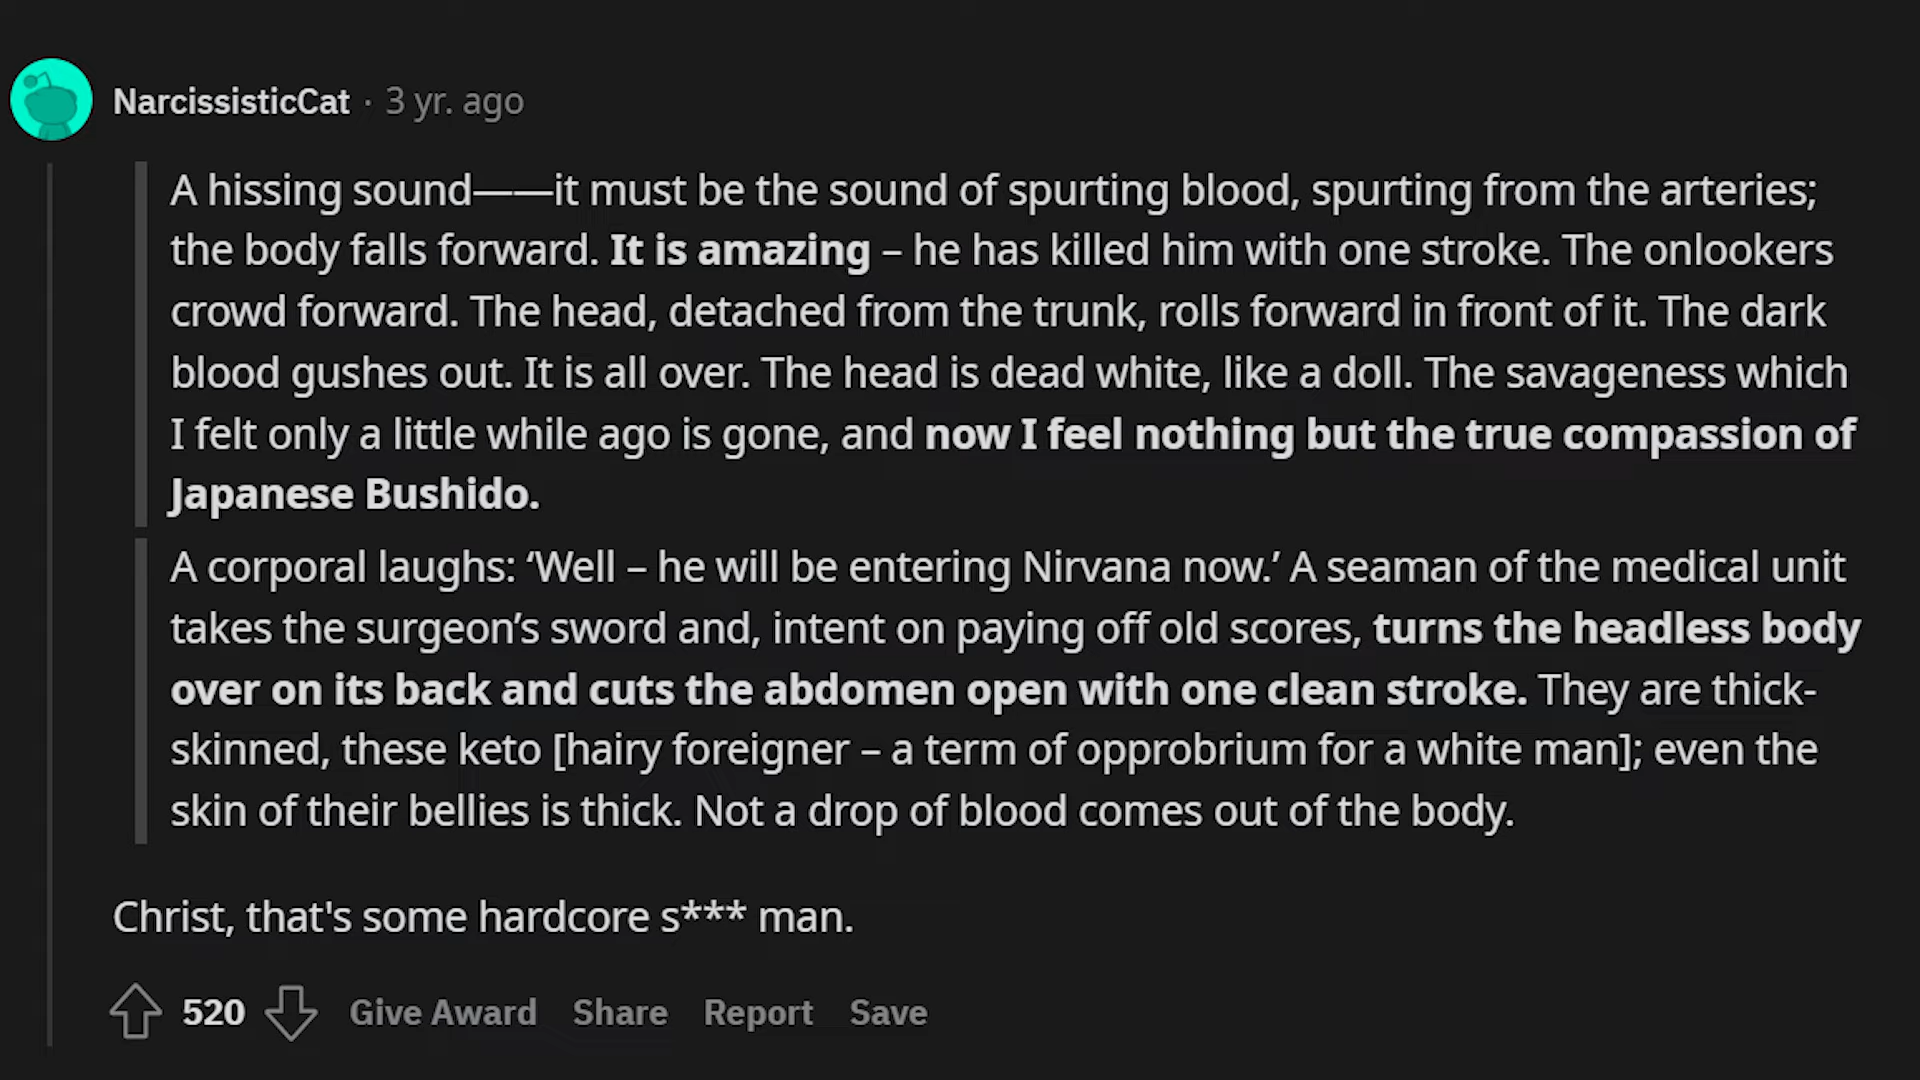 NarcissisticCat · 3 yr. ago
A hissing sound——it must be the sound of spurting blood, spurting from the arteries;
the body falls forward. It is amazing – he has killed him with one stroke. The onlookers
crowd forward. The head, detached from the trunk, rolls forward in front of it. The dark
blood gushes out. It is all over. The head is dead white, like a doll. The savageness which
I felt only a little while ago is gone, and now I feel nothing but the true compassion of
Japanese Bushido.
A corporal laughs: ‘Well – he will be entering Nirvana now.’ A seaman of the medical unit
takes the surgeon’s sword and, intent on paying off old scores, turns the headless body
over on its back and cuts the abdomen open with one clean stroke. They are thick-
skinned, these keto [hairy foreigner – a term of opprobrium for a white man]; even the
skin of their bellies is thick. Not a drop of blood comes out of the body.
Christ, that's some hardcore s*** man.
520 Give Award Share Report Save